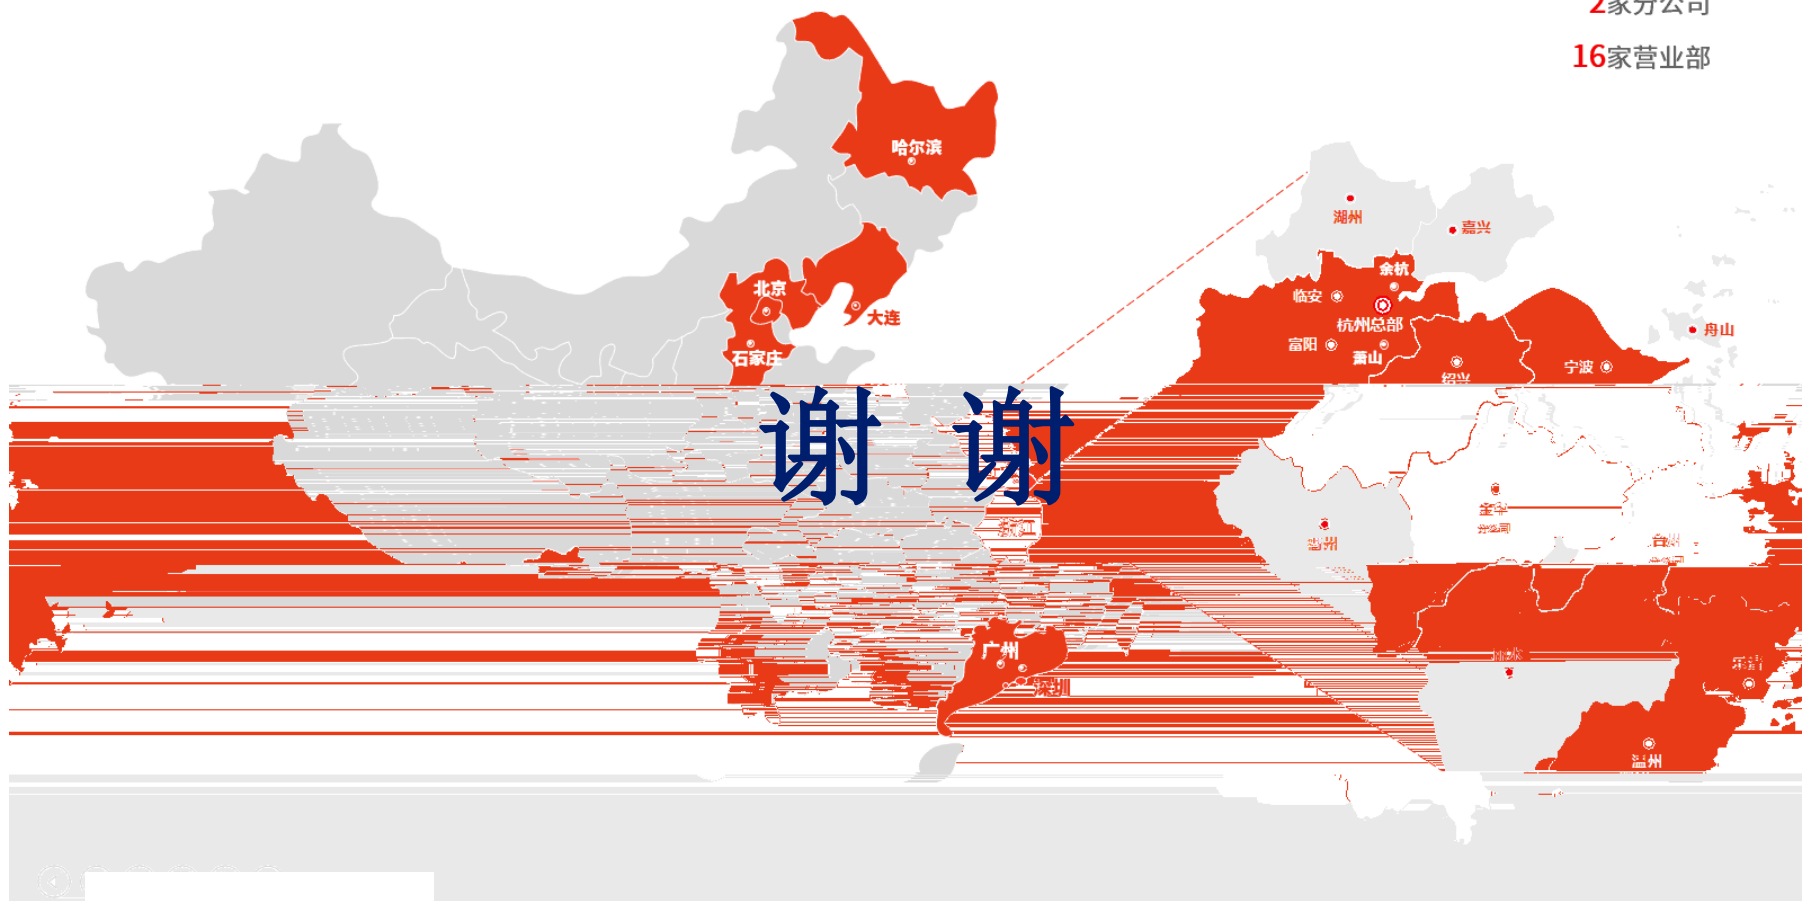 2家分公司
16家营业部
哈尔滨
湖州
嘉兴
余杭
北京
临安
大连
杭州总部
舟山
富阳
萧山
石家庄
绍兴
宁波
谢 谢
广州
深圳
温州